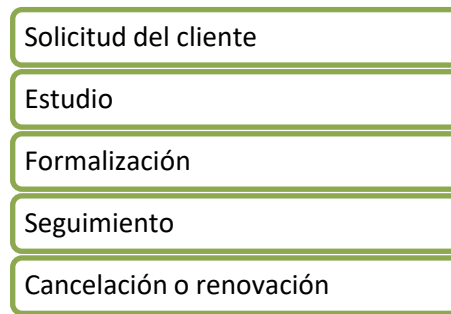 Solicitud del cliente
Estudio
Formalización
Seguimiento
Cancelación o renovación